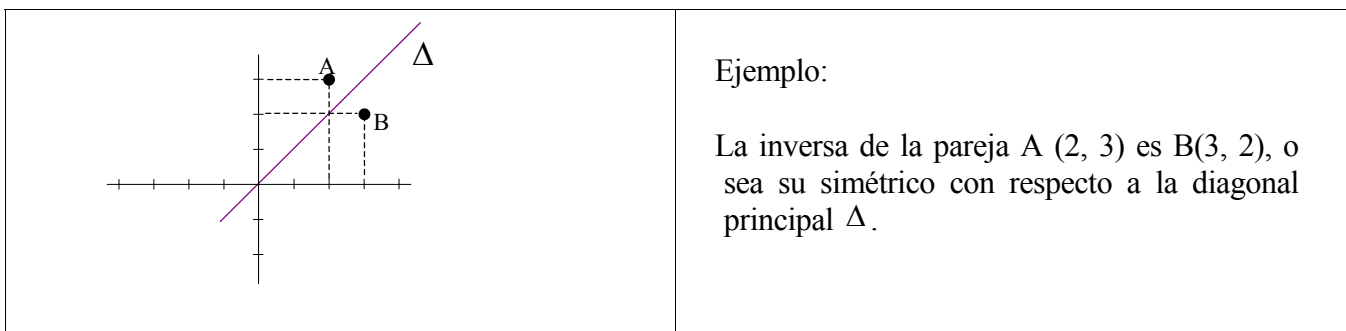 A
Δ
B
Ejemplo:
La inversa de la pareja A (2, 3) es B(3, 2), o
sea su simétrico con respecto a la diagonal
principal Δ.